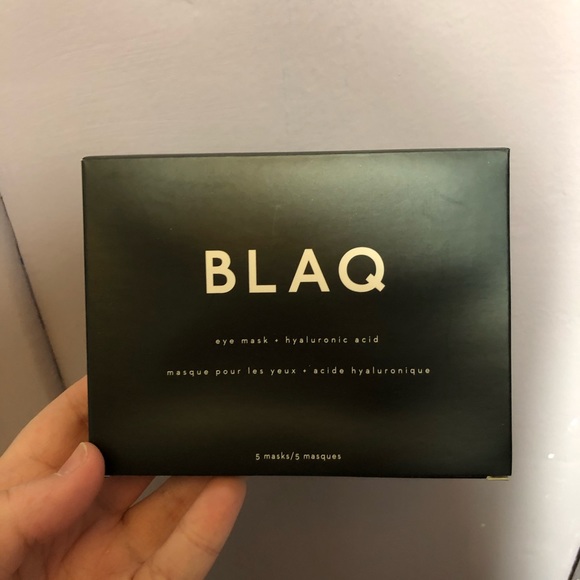 BLAQ
eye mask + hyaluronic acid
masque pour les yeux + acide hyaluronique
5 masks/5 masques